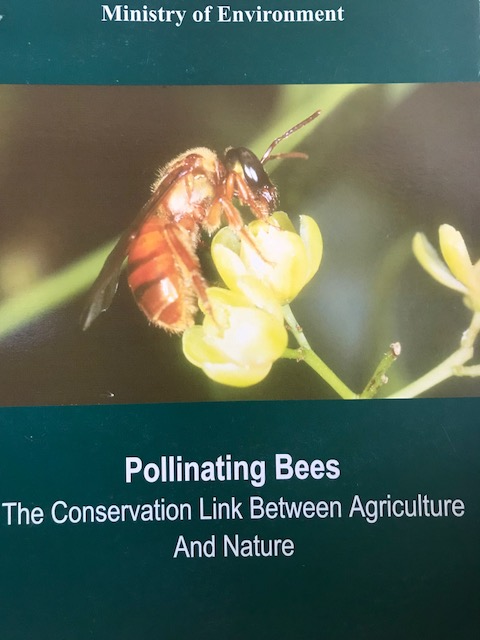 Ministry of Environment
Pollinating Bees
The Conservation Link Between Agriculture
And Nature